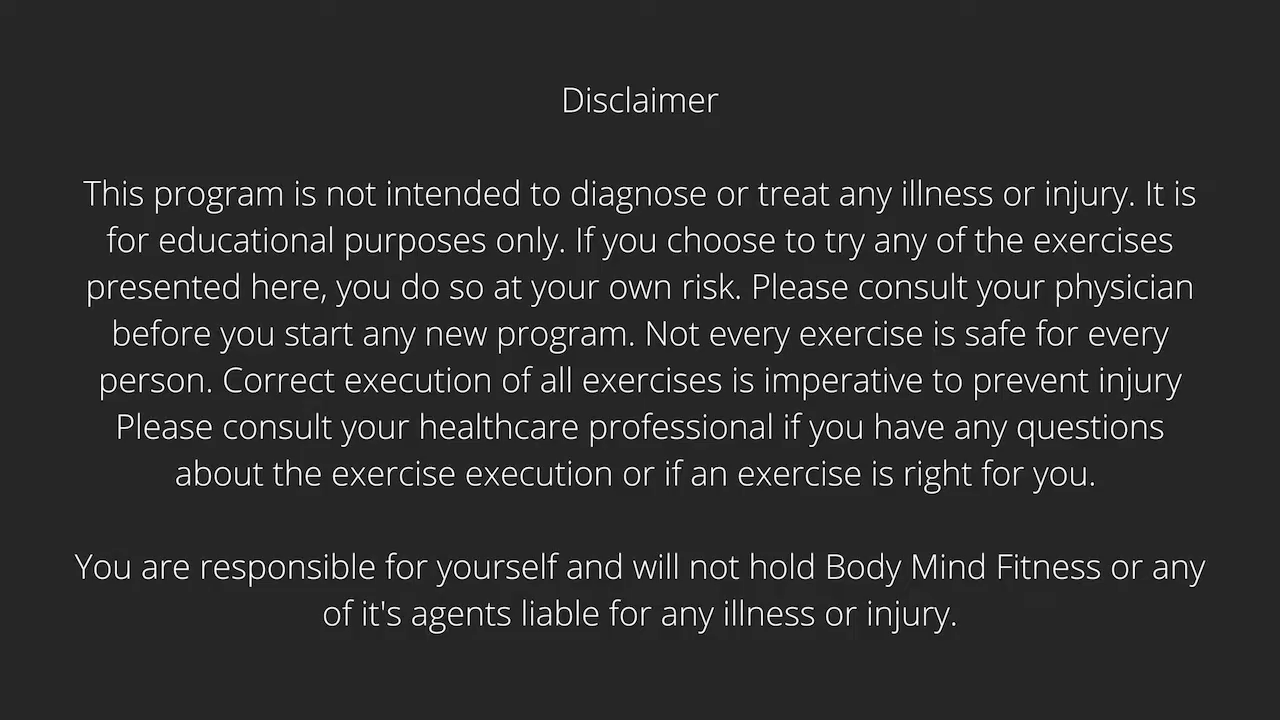 Disclaimer
This program is not intended to diagnose or treat any illness or injury. It is
for educational purposes only. If you choose to try any of the exercises
presented here, you do so at your own risk. Please consult your physician
before you start any new program. Not every exercise is safe for every
person. Correct execution of all exercises is imperative to prevent injury
Please consult your healthcare professional if you have any questions
about the exercise execution or if an exercise is right for you.
You are responsible for yourself and will not hold Body Mind Fitness or any
of it's agents liable for any illness or injury.